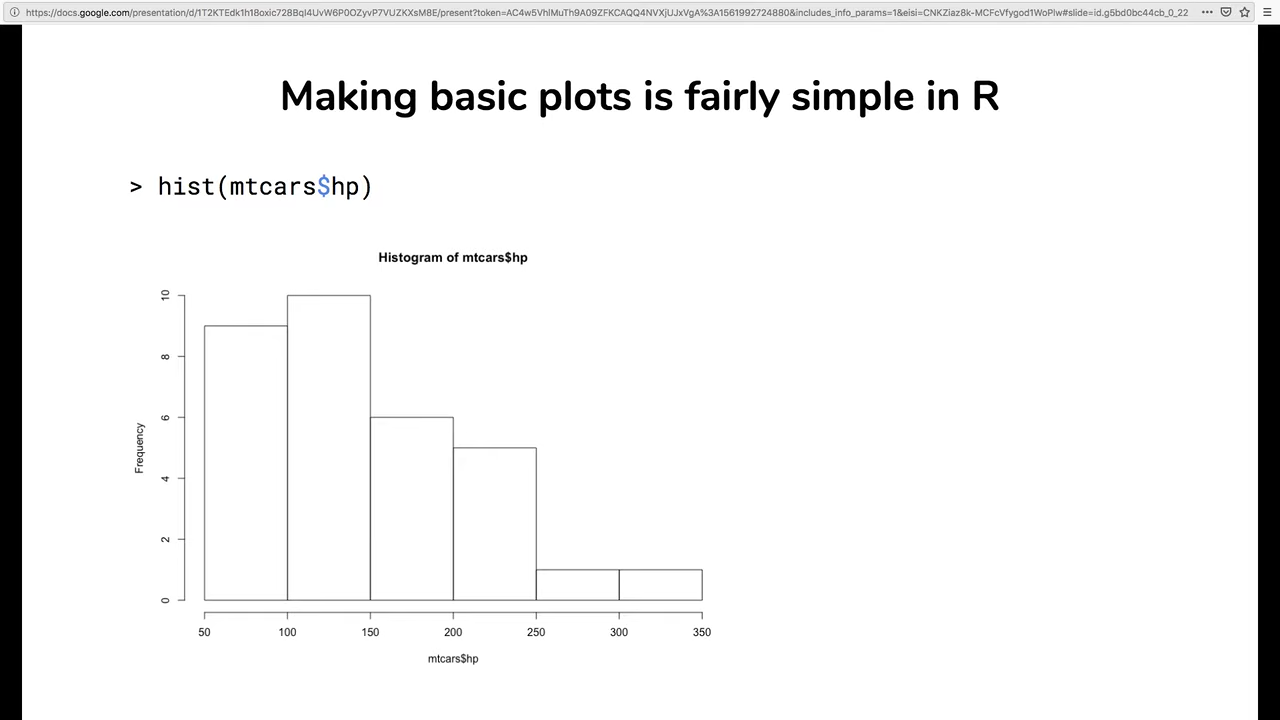 https://docs.google.com/presentation/d/1T2KTEdk1h18oxic728BqI4UvW6P0OZyvP7VUZKXsM8E/present?token=AC4w5VhIMuTh9A09ZFKCAQQ4NVXjUJxVgA%3A1561992724880&includes_info_params=1&eisi=CNKZiaz8k-MCFcVfygod1WoPlw#slide=id.g5bd0bc44cb_0_22
Making basic plots is fairly simple in R
> hist(mtcars$hp)
Histogram of mtcars$hp
10
8
6
4
2
0
Frequency
50 100 150 200 250 300 350
mtcars$hp